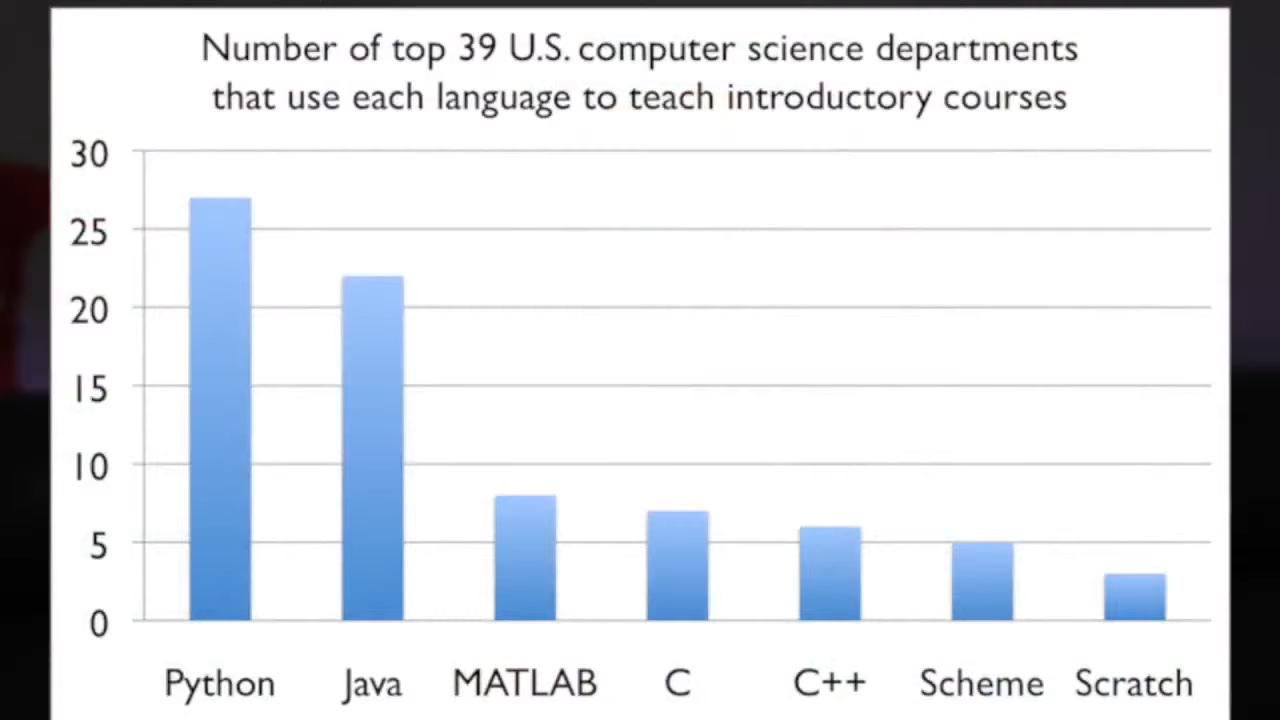 Number of top 39 U.S. computer science departments
that use each language to teach introductory courses
30
25
20
15
10
5
0
Python Java MATLAB C C++ Scheme Scratch